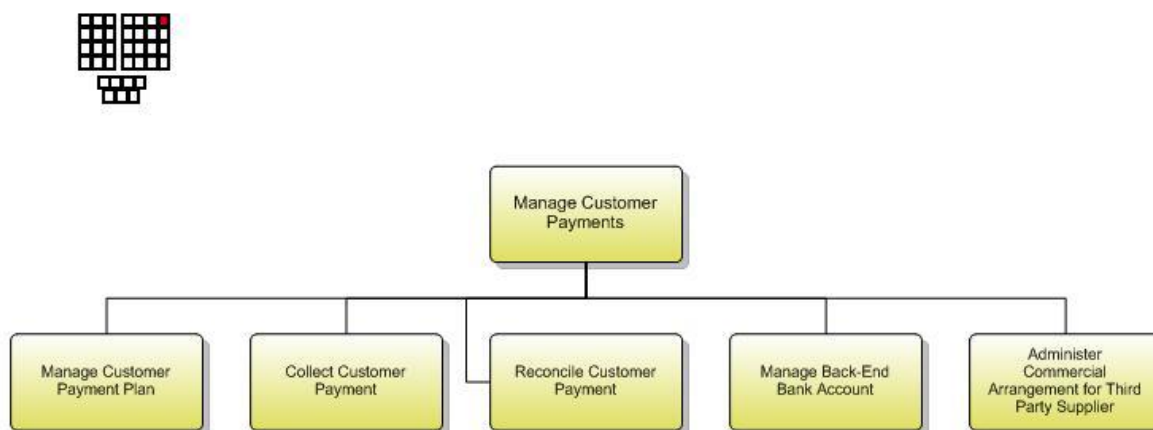 Manage Customer
Payments
Manage Customer
Payment Plan
Collect Customer
Payment
Reconcile Customer
Payment
Manage Back-End
Bank Account
Administer
Commercial
Arrangement for Third
Party Supplier